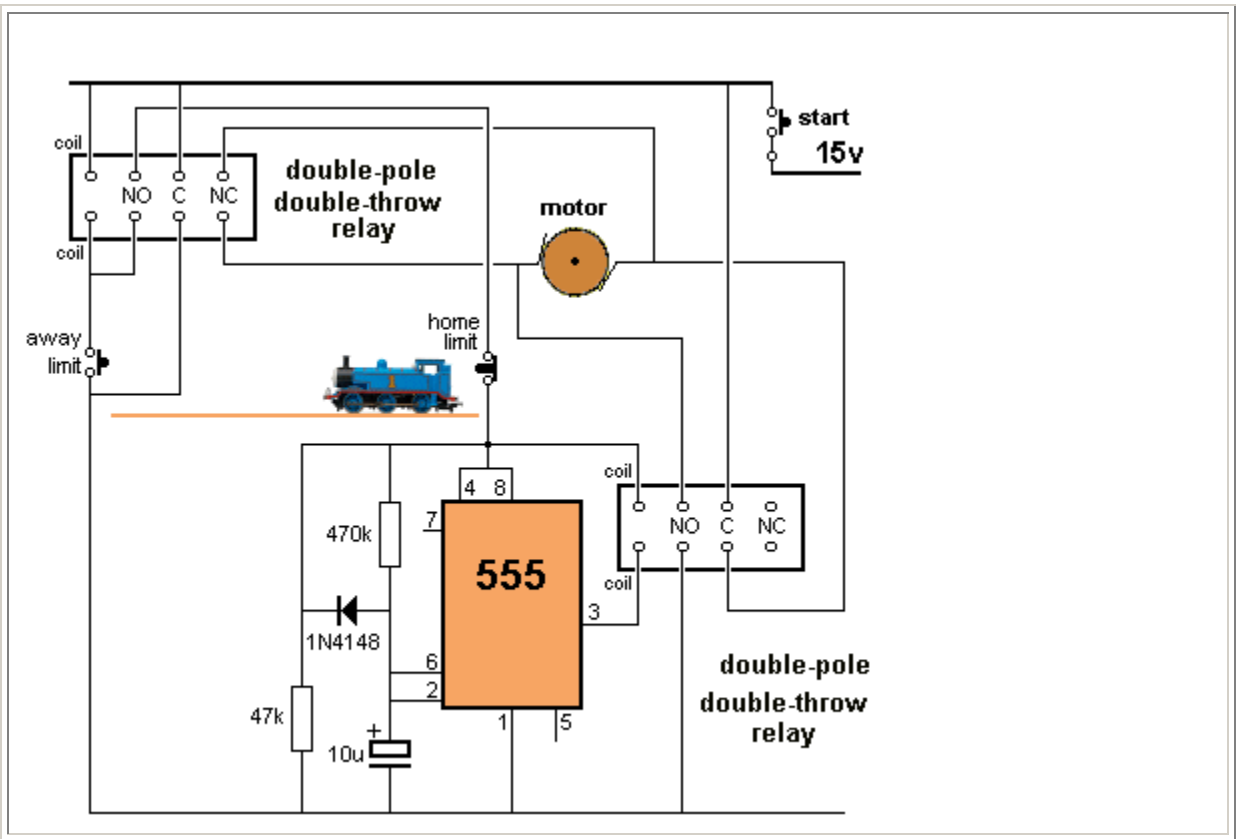 start
15v
coil
NO C NC
coil
double-pole
double-throw
relay
motor
away
limit
home
limit
1
4 8
7
470k
555
3
1N4148
6
2
47k
+
10u
1
5
coil
NO C NC
coil
double-pole
double-throw
relay